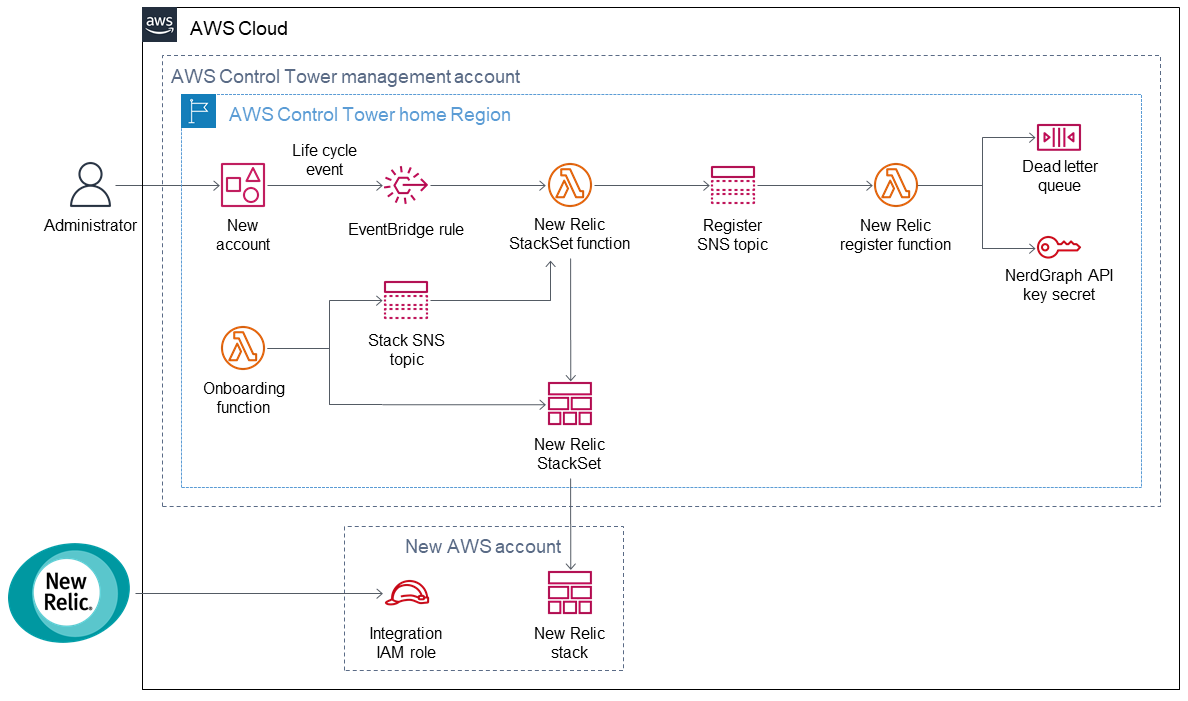 aws
AWS Cloud
AWS Control Tower management account
AWS Control Tower home Region
Life cycle
event
Administrator
New
account
EventBridge rule
New Relic
StackSet function
Register
SNS topic
New Relic
register function
Dead letter
queue
NerdGraph API
key secret
Stack SNS
topic
Onboarding
function
New Relic
StackSet
New AWS account
New
Relic.
Integration
IAM role
New Relic
stack